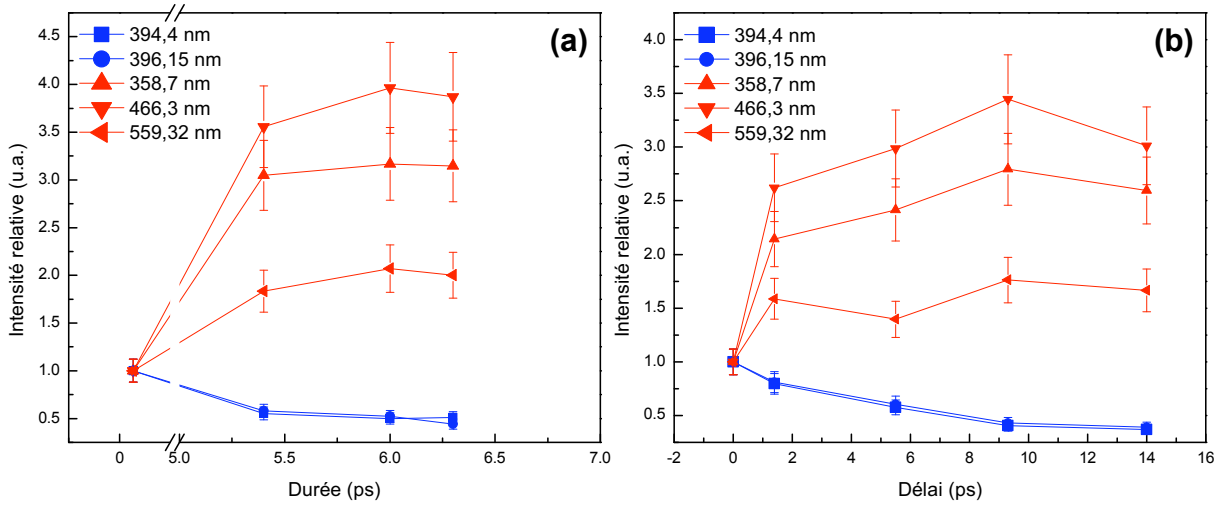 (a)
394,4 nm
396,15 nm
358,7 nm
466,3 nm
559,32 nm
4.5
4.0
3.5
3.0
2.5
2.0
1.5
1.0
0.5
Intensité relative (u.a.)
0 5.0 5.5 6.0 6.5 7.0
Durée (ps)
(b)
394,4 nm
396,15 nm
358,7 nm
466,3 nm
559,32 nm
4.0
3.5
3.0
2.5
2.0
1.5
1.0
0.5
Intensité relative (u.a.)
-2 0 2 4 6 8 10 12 14 16
Délai (ps)